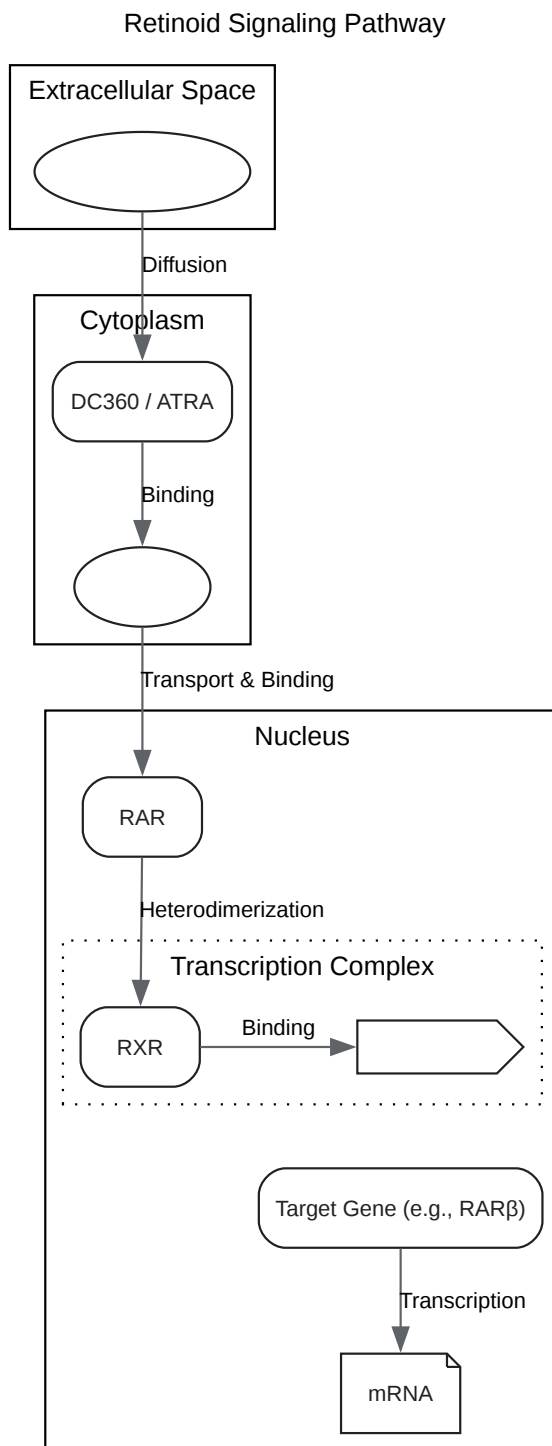 Retinoid Signaling Pathway
Extracellular Space
Diffusion
Cytoplasm
DC360 / ATRA
Binding
Transport & Binding
Nucleus
RAR
Heterodimerization
Transcription Complex
RXR
Binding
Target Gene (e.g., RARβ)
Transcription
mRNA